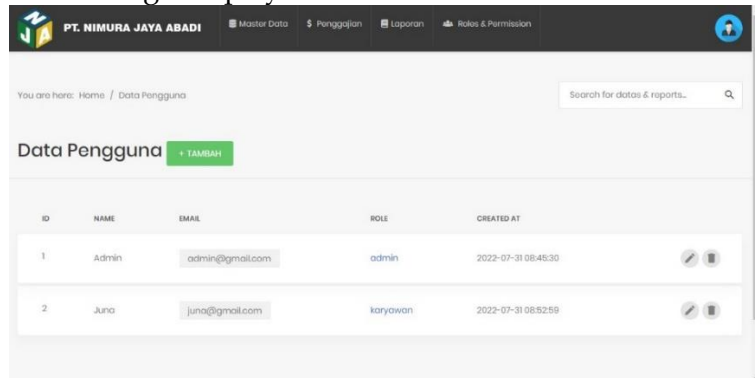 PT. NIMURA JAYA ABADI Master Data $ Penggajian Laporan Roles & Permission
You are here: Home / Data Pengguna
Search for datas & reports...
Data Pengguna + TAMBAH
ID NAME EMAIL ROLE CREATED AT
1 Admin admin@gmail.com admin 2022-07-31 08:45:30
2 Juna juna@gmail.com karyawan 2022-07-31 08:52:59